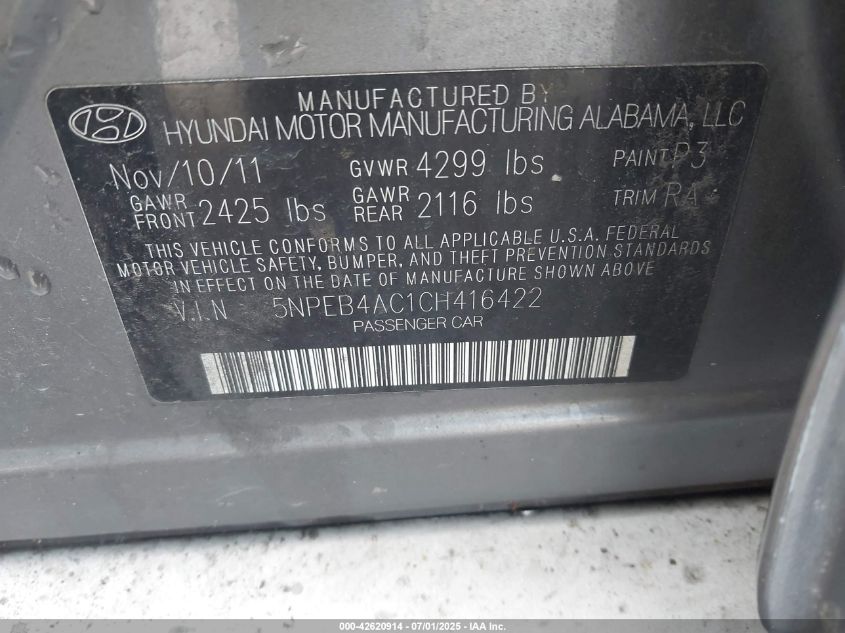 MANUFACTURED BY
HYUNDAI MOTOR MANUFACTURING ALABAMA, LLC
Nov/10/11 GVWR 4299 lbs PAINT P3
GAWR FRONT 2425 lbs GAWR REAR 2116 lbs TRIM RA
THIS VEHICLE CONFORMS TO ALL APPLICABLE U.S.A. FEDERAL
MOTOR VEHICLE SAFETY, BUMPER, AND THEFT PREVENTION STANDARDS
IN EFFECT ON THE DATE OF MANUFACTURE SHOWN ABOVE
V.I.N 5NPEB4AC1CH416422
PASSENGER CAR
000-42620914 - 07/01/2025 - IAA Inc.